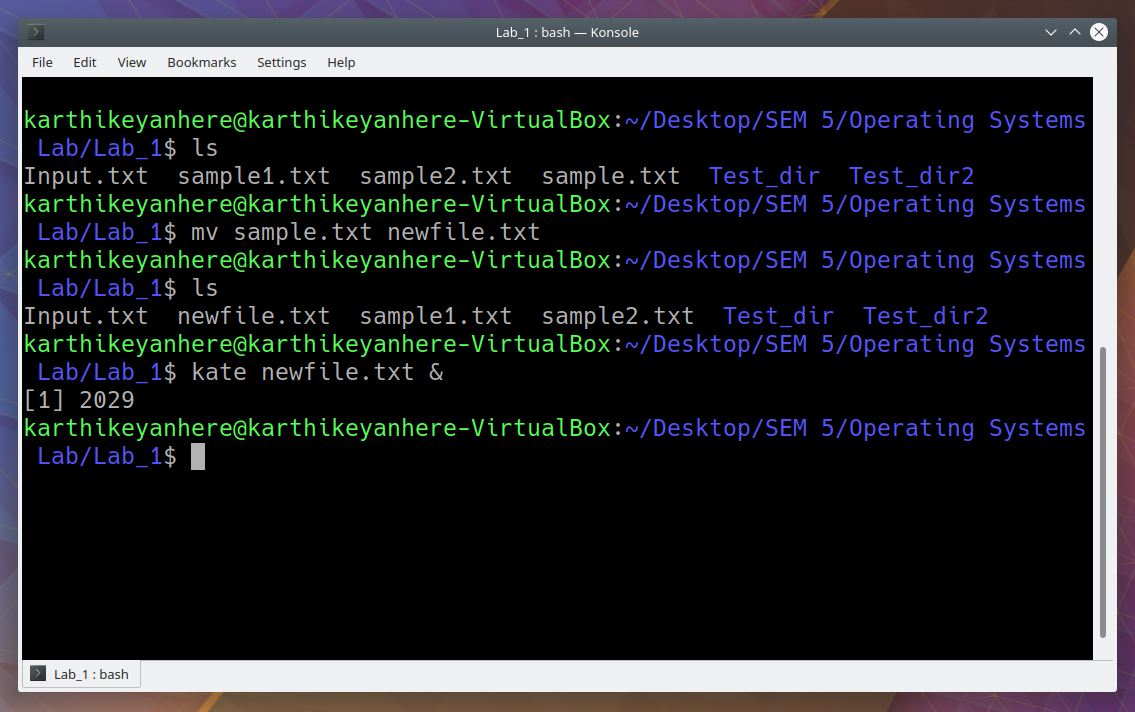 Lab_1 : bash — Konsole
File Edit View Bookmarks Settings Help
karthikeyanhere@karthikeyanhere-VirtualBox:~/Desktop/SEM 5/Operating Systems
Lab/Lab_1$ ls
Input.txt sample1.txt sample2.txt sample.txt Test_dir Test_dir2
karthikeyanhere@karthikeyanhere-VirtualBox:~/Desktop/SEM 5/Operating Systems
Lab/Lab_1$ mv sample.txt newfile.txt
karthikeyanhere@karthikeyanhere-VirtualBox:~/Desktop/SEM 5/Operating Systems
Lab/Lab_1$ ls
Input.txt newfile.txt sample1.txt sample2.txt Test_dir Test_dir2
karthikeyanhere@karthikeyanhere-VirtualBox:~/Desktop/SEM 5/Operating Systems
Lab/Lab_1$ kate newfile.txt &
[1] 2029
karthikeyanhere@karthikeyanhere-VirtualBox:~/Desktop/SEM 5/Operating Systems
Lab/Lab_1$
Lab_1 : bash